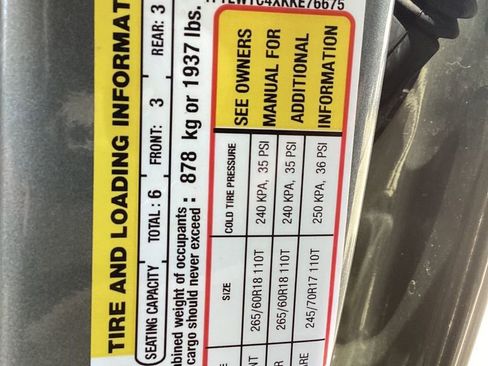 TIRE AND LOADING INFORMAT
SEATING CAPACITY TOTAL : 6 FRONT: 3 REAR: 3
mbined weight of occupants
cargo should never exceed : 878 kg or 1937 lbs.
E SIZE COLD TIRE PRESSURE SEE OWNERS
NT 265/60R18 110T 240 KPA, 35 PSI MANUAL FOR
R 265/60R18 110T 240 KPA, 35 PSI ADDITIONAL
ARE 245/70R17 110T 250 KPA, 36 PSI INFORMATION